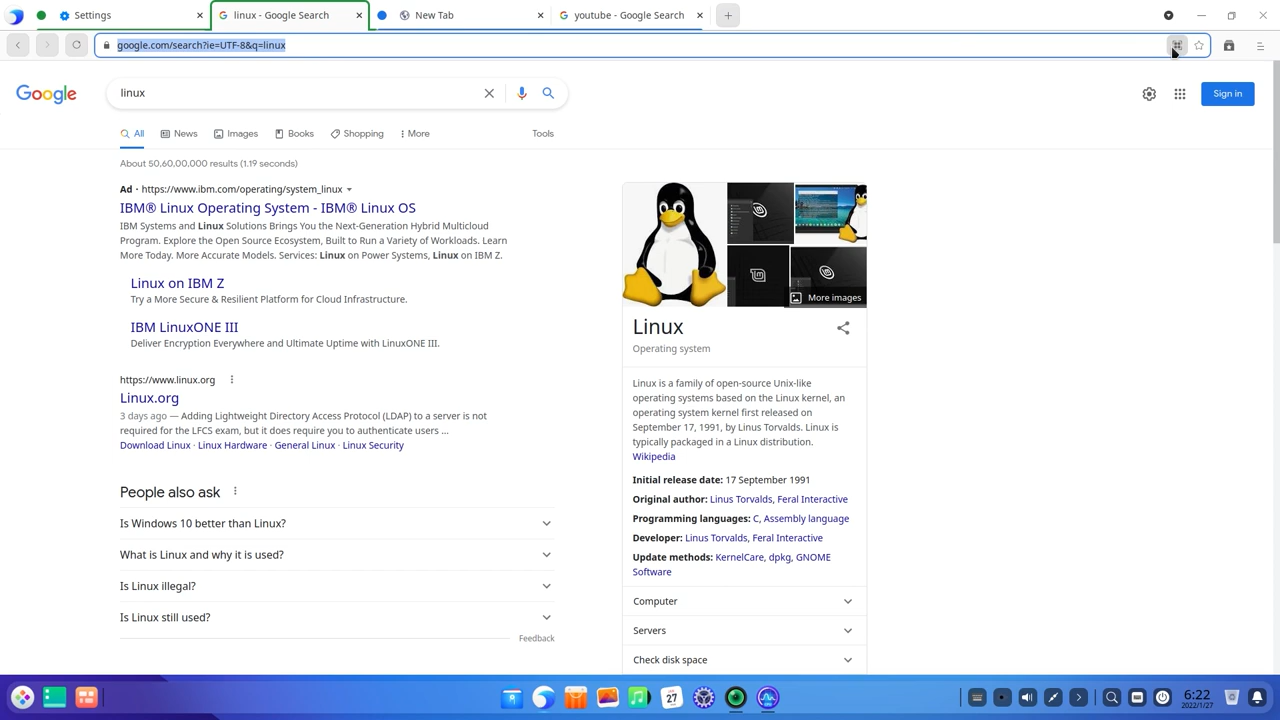 Settings
linux - Google Search
New Tab
youtube - Google Search
google.com/search?ie=UTF-8&q=linux
Google
linux
Sign in
All
News
Images
Books
Shopping
More
Tools
About 50,60,00,000 results (1.19 seconds)
Ad · https://www.ibm.com/operating/system_linux
IBM® Linux Operating System - IBM® Linux OS
IBM Systems and Linux Solutions Brings You the Next-Generation Hybrid Multicloud
Program. Explore the Open Source Ecosystem, Built to Run a Variety of Workloads. Learn
More Today. More Accurate Models. Services: Linux on Power Systems, Linux on IBM Z.
Linux on IBM Z
Try a More Secure & Resilient Platform for Cloud Infrastructure.
IBM LinuxONE III
Deliver Encryption Everywhere and Ultimate Uptime with LinuxONE III.
https://www.linux.org
Linux.org
3 days ago — Adding Lightweight Directory Access Protocol (LDAP) to a server is not
required for the LFCS exam, but it does require you to authenticate users ...
Download Linux · Linux Hardware · General Linux · Linux Security
People also ask
Is Windows 10 better than Linux?
What is Linux and why it is used?
Is Linux illegal?
Is Linux still used?
Feedback
More images
Linux
Operating system
Linux is a family of open-source Unix-like
operating systems based on the Linux kernel, an
operating system kernel first released on
September 17, 1991, by Linus Torvalds. Linux is
typically packaged in a Linux distribution.
Wikipedia
Initial release date: 17 September 1991
Original author: Linus Torvalds, Feral Interactive
Programming languages: C, Assembly language
Developer: Linus Torvalds, Feral Interactive
Update methods: KernelCare, dpkg, GNOME
Software
Computer
Servers
Check disk space
27
6:22
2022/1/27